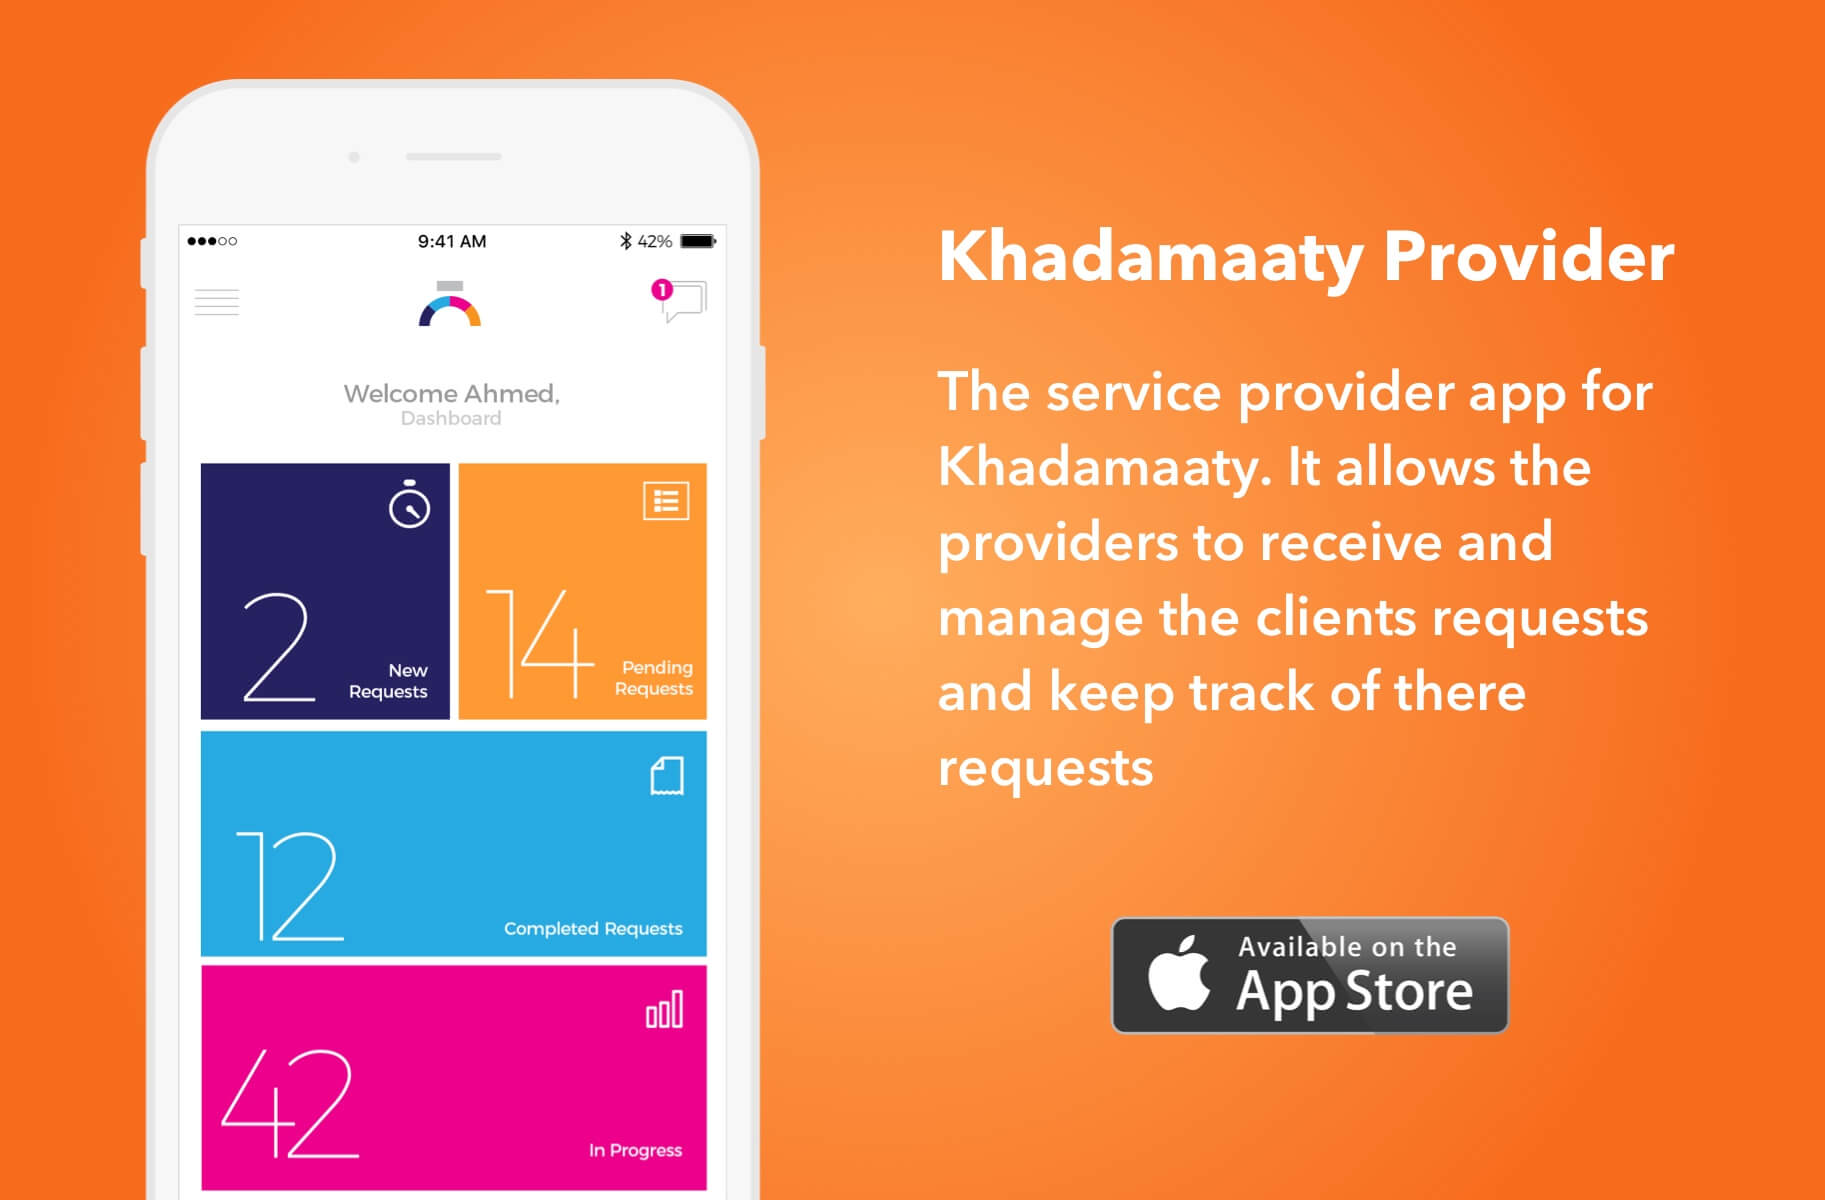 9:41 AM
42%
1
Welcome Ahmed,
Dashboard
2
New
Requests
14
Pending
Requests
12
Completed Requests
42
In Progress
Khadamaaty Provider
The service provider app for
Khadamaaty. It allows the
providers to receive and
manage the clients requests
and keep track of there
requests
Available on the
App Store